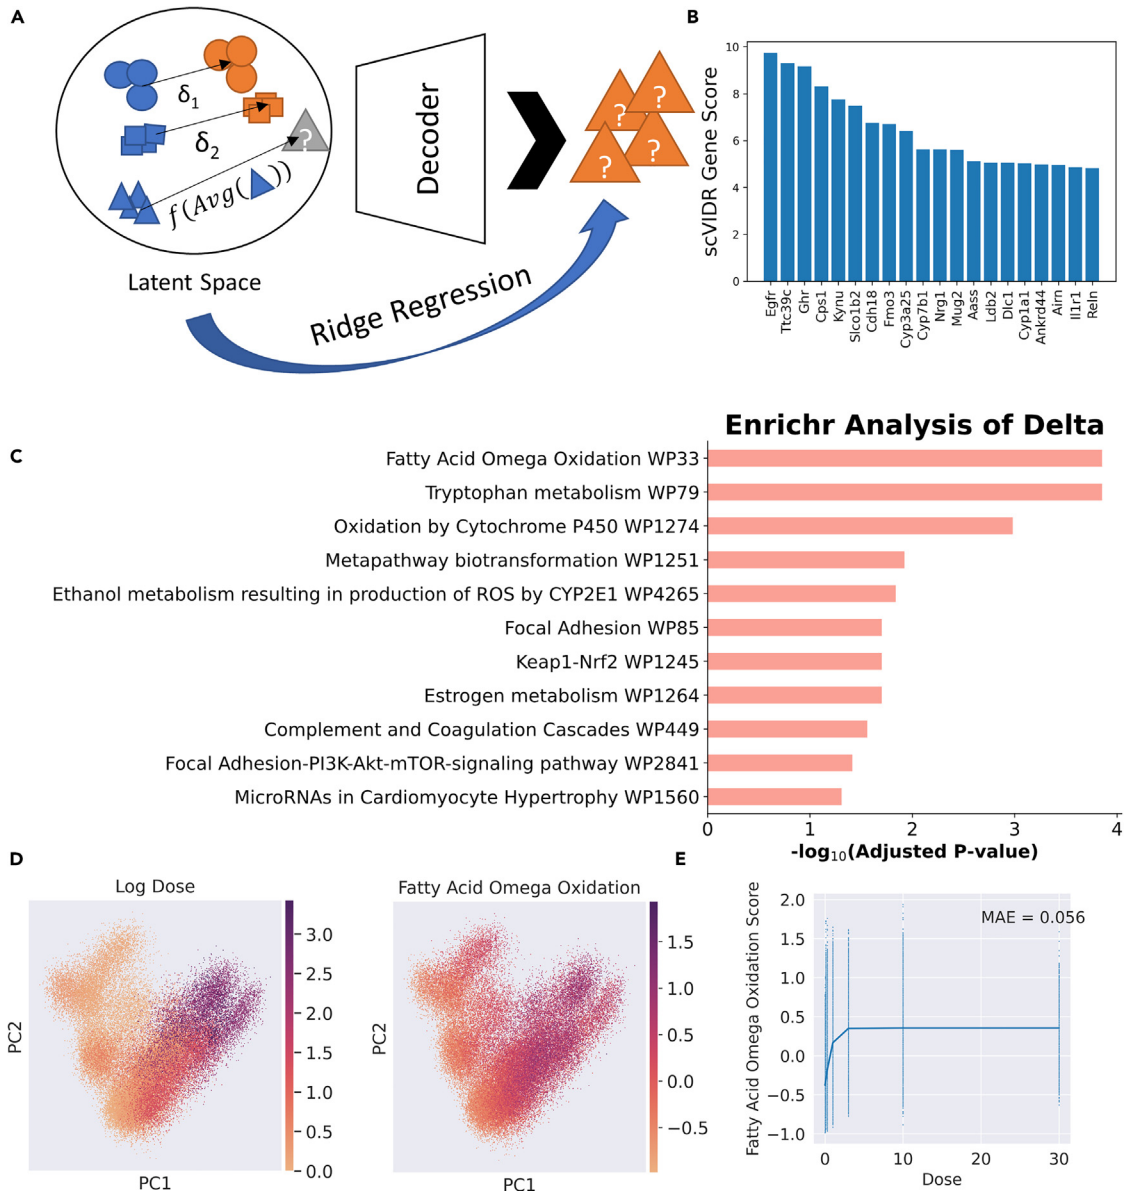 A
δ1
δ2
?
f(Avg( ))
Latent Space
Decoder
?
?
?
?
Ridge Regression
B
scVIDR Gene Score
10
8
6
4
2
0
Egfr
Ttc39c
Ghr
Cps1
Kynu
Slco1b2
Cdh18
Fmo3
Cyp3a25
Cyp7b1
Nrg1
Mug2
Aass
Ldb2
Dlc1
Cyp1a1
Ankrd44
Airn
Il1r1
Reln
C
Enrichr Analysis of Delta
Fatty Acid Omega Oxidation WP33
Tryptophan metabolism WP79
Oxidation by Cytochrome P450 WP1274
Metapathway biotransformation WP1251
Ethanol metabolism resulting in production of ROS by CYP2E1 WP4265
Focal Adhesion WP85
Keap1-Nrf2 WP1245
Estrogen metabolism WP1264
Complement and Coagulation Cascades WP449
Focal Adhesion-PI3K-Akt-mTOR-signaling pathway WP2841
MicroRNAs in Cardiomyocyte Hypertrophy WP1560
0 1 2 3 4
-log10(Adjusted P-value)
D
Log Dose
PC2
PC1
3.0
2.5
2.0
1.5
1.0
0.5
0.0
Fatty Acid Omega Oxidation
PC2
PC1
1.5
1.0
0.5
0.0
−0.5
E
Fatty Acid Omega Oxidation Score
2.0
1.5
1.0
0.5
0.0
−0.5
−1.0
MAE = 0.056
0 10 20 30
Dose